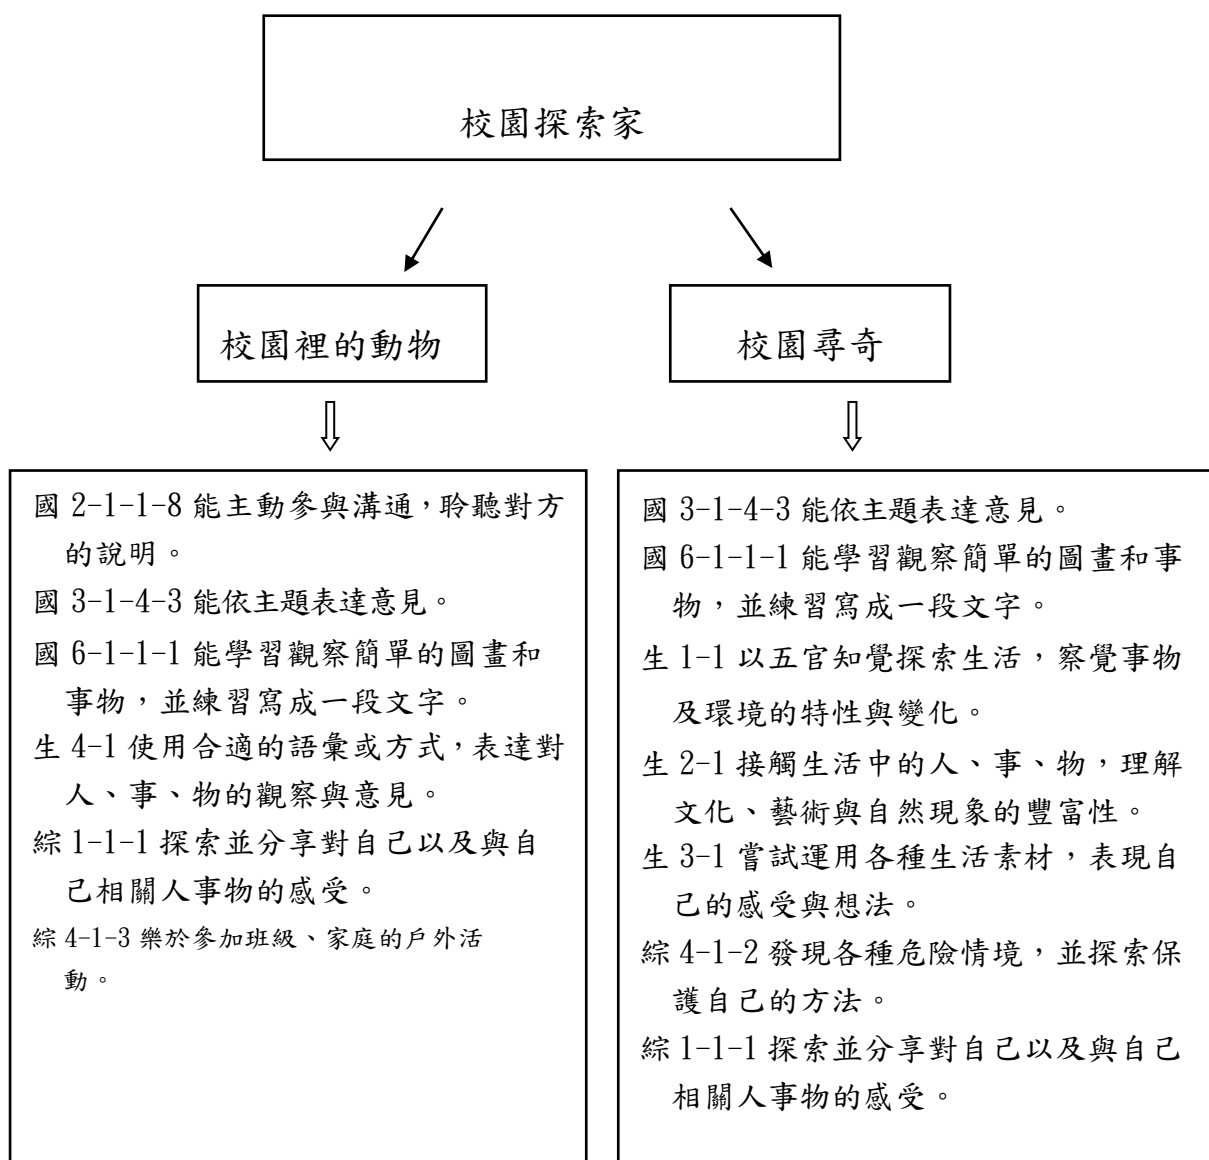 校園探索家
校園裡的動物
校園尋奇
國 2-1-1-8 能主動參與溝通，聆聽對方
的說明。
國 3-1-4-3 能依主題表達意見。
國 6-1-1-1 能學習觀察簡單的圖畫和
事物，並練習寫成一段文字。
生 4-1 使用合適的語彙或方式，表達對
人、事、物的觀察與意見。
綜 1-1-1 探索並分享對自己以及與自
己相關人事物的感受。
綜 4-1-3 樂於參加班級、家庭的戶外活
動。
國 3-1-4-3 能依主題表達意見。
國 6-1-1-1 能學習觀察簡單的圖畫和事
物，並練習寫成一段文字。
生 1-1 以五官知覺探索生活，察覺事物
及環境的特性與變化。
生 2-1 接觸生活中的人、事、物，理解
文化、藝術與自然現象的豐富性。
生 3-1 嘗試運用各種生活素材，表現自
己的感受與想法。
綜 4-1-2 發現各種危險情境，並探索保
護自己的方法。
綜 1-1-1 探索並分享對自己以及與自己
相關人事物的感受。